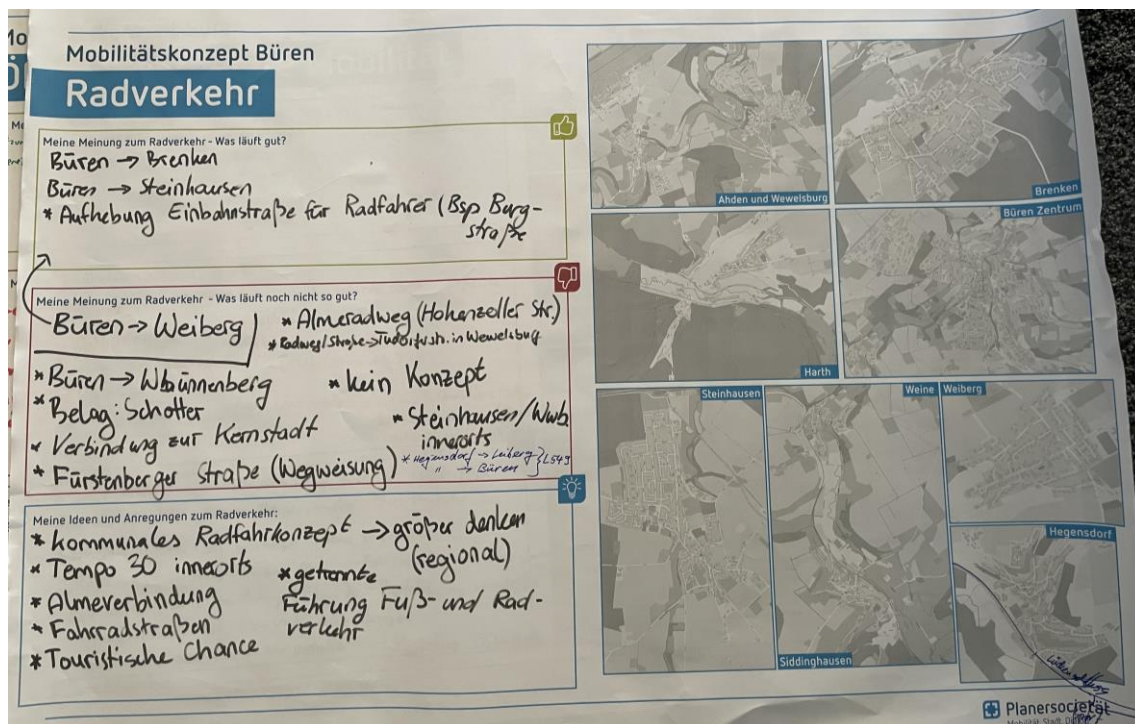 Mobilitätskonzept Büren
Radverkehr
Meine Meinung zum Radverkehr - Was läuft gut?
Büren → Brenken
Büren → Steinhausen
* Aufhebung Einbahnstraße für Radfahrer (Bsp Burg-
straße
Meine Meinung zum Radverkehr - Was läuft noch nicht so gut?
Büren → Weiberg
* Almeradweg (Hohenzeller Str.)
* Radweg/Straße → in Wewelsburg
* Büren → Wbünnenberg
* kein Konzept
* Belag: Schotter
* Steinhausen/Wwb.
innerorts
* Verbindung zur Kernstadt
* Fürstenberger Straße (Wegweisung)
* Hegensdorf → Leiberg
" → Büren } L549
Meine Ideen und Anregungen zum Radverkehr:
* kommunales Radfahrkonzept → größer denken
(regional)
* Tempo 30 innerorts
* getrennte
Führung Fuß- und Rad-
verkehr
* Almeverbindung
* Fahrradstraßen
* Touristische Chance
Ahden und Wewelsburg
Brenken
Harth
Büren Zentrum
Steinhausen
Weine
Siddinghausen
Weiberg
Hegensdorf
Planersocietät